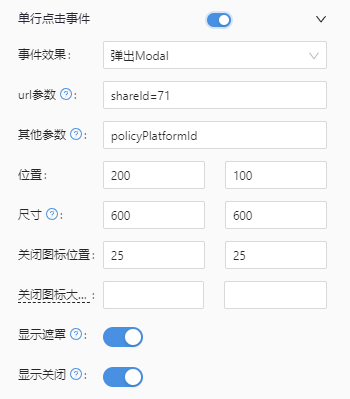 单行点击事件
事件效果: 弹出Modal
url参数 ?: shareId=71
其他参数 ?: policyPlatformId
位置: 200 100
尺寸 ?: 600 600
关闭图标位置: 25 25
关闭图标大...:
显示遮罩 ?:
显示关闭 ?: